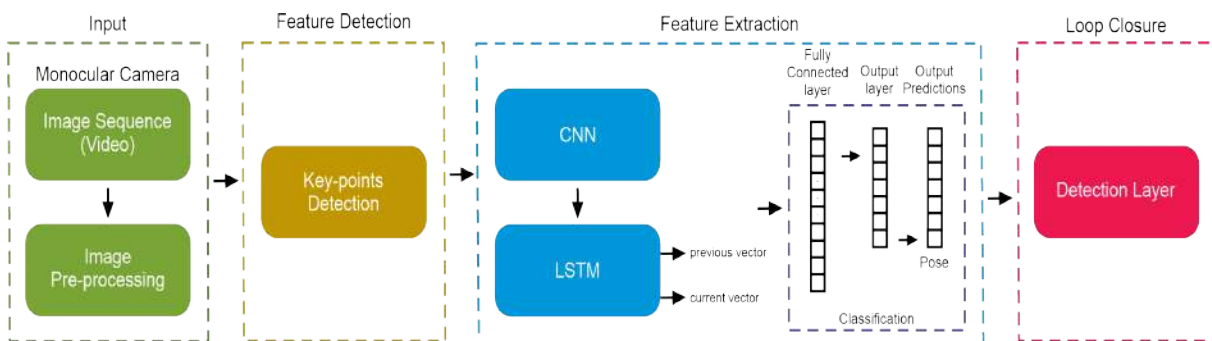 Input
Monocular Camera
Image Sequence
(Video)
Image
Pre-processing
Feature Detection
Key-points
Detection
Feature Extraction
CNN
LSTM
previous vector
current vector
Fully
Connected
layer
Output
layer
Output
Predictions
Pose
Classification
Loop Closure
Detection Layer